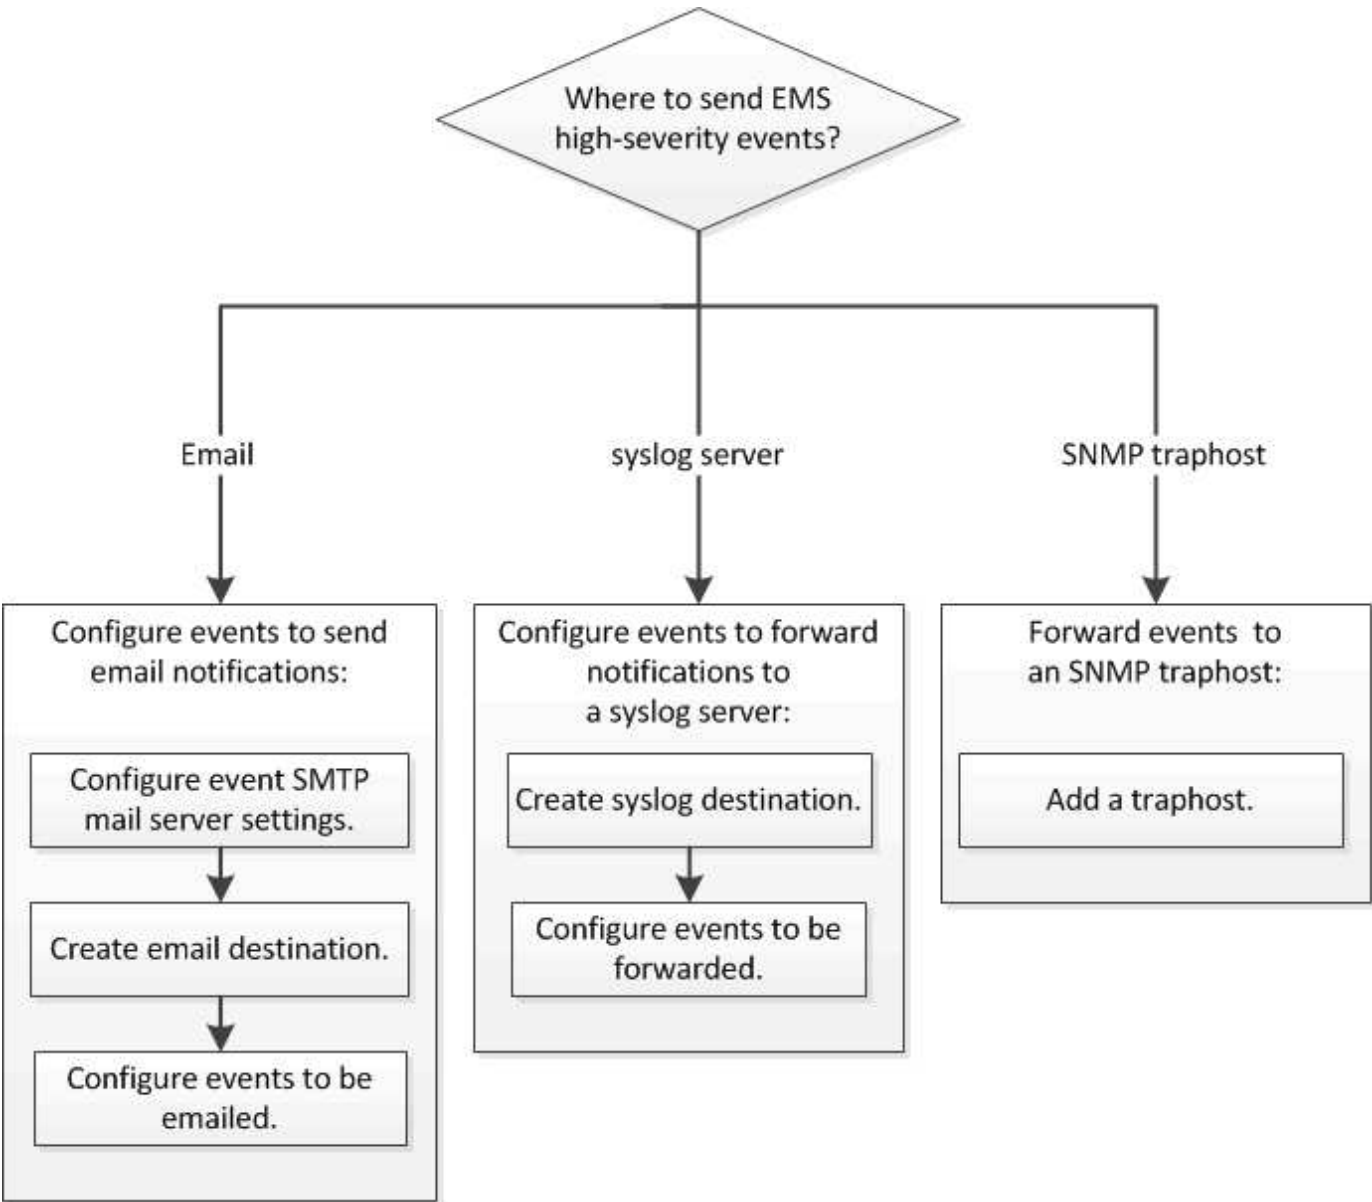 Where to send EMS
high-severity events?
Email
syslog server
SNMP traphost
Configure events to send
email notifications:
Configure event SMTP
mail server settings.
Create email destination.
Configure events to be
emailed.
Configure events to forward
notifications to
a syslog server:
Create syslog destination.
Configure events to be
forwarded.
Forward events to
an SNMP traphost:
Add a traphost.